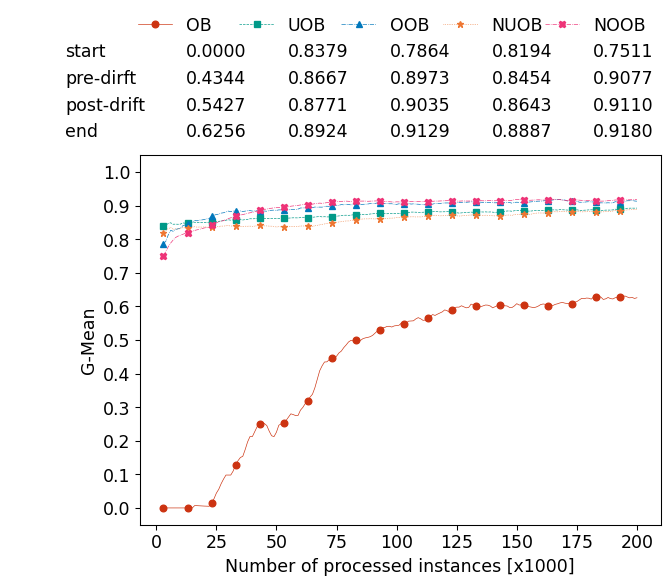 OB UOB OOB NUOB NOOB
start 0.0000 0.8379 0.7864 0.8194 0.7511
pre-dirft 0.4344 0.8667 0.8973 0.8454 0.9077
post-drift 0.5427 0.8771 0.9035 0.8643 0.9110
end 0.6256 0.8924 0.9129 0.8887 0.9180
1.0
0.9
0.8
0.7
0.6
0.5
0.4
0.3
0.2
0.1
0.0
G-Mean
0 25 50 75 100 125 150 175 200
Number of processed instances [x1000]